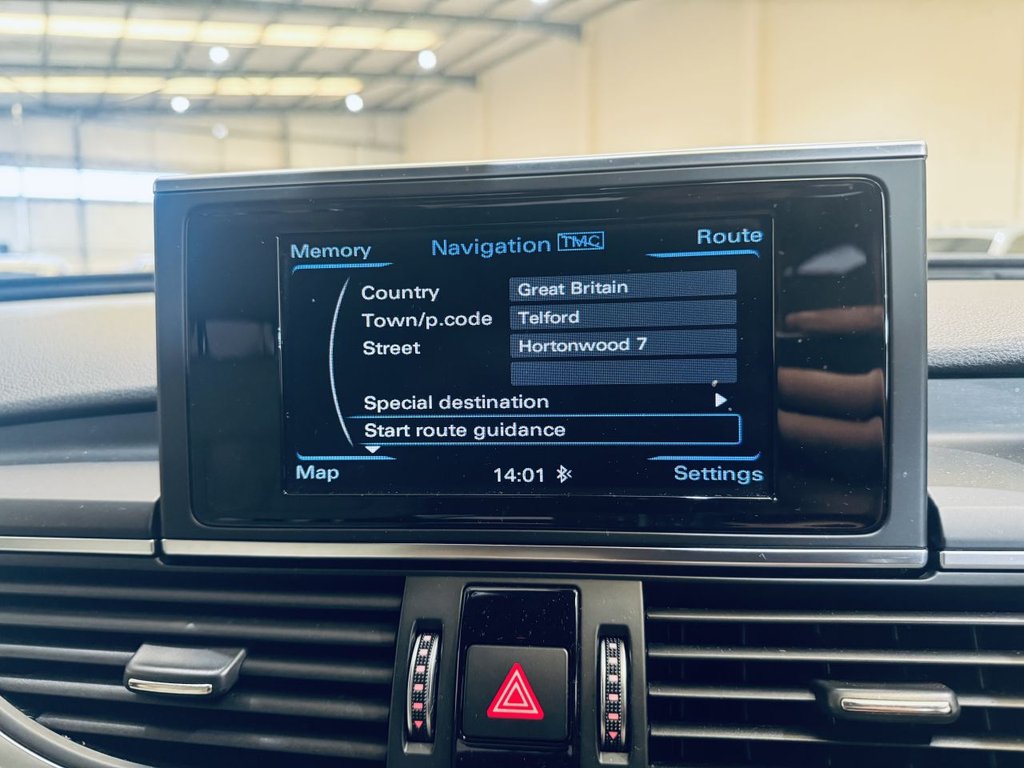 Memory
Navigation TMC
Route
Country Great Britain
Town/p.code Telford
Street Hortonwood 7
Special destination
Start route guidance
Map
14:01
Settings